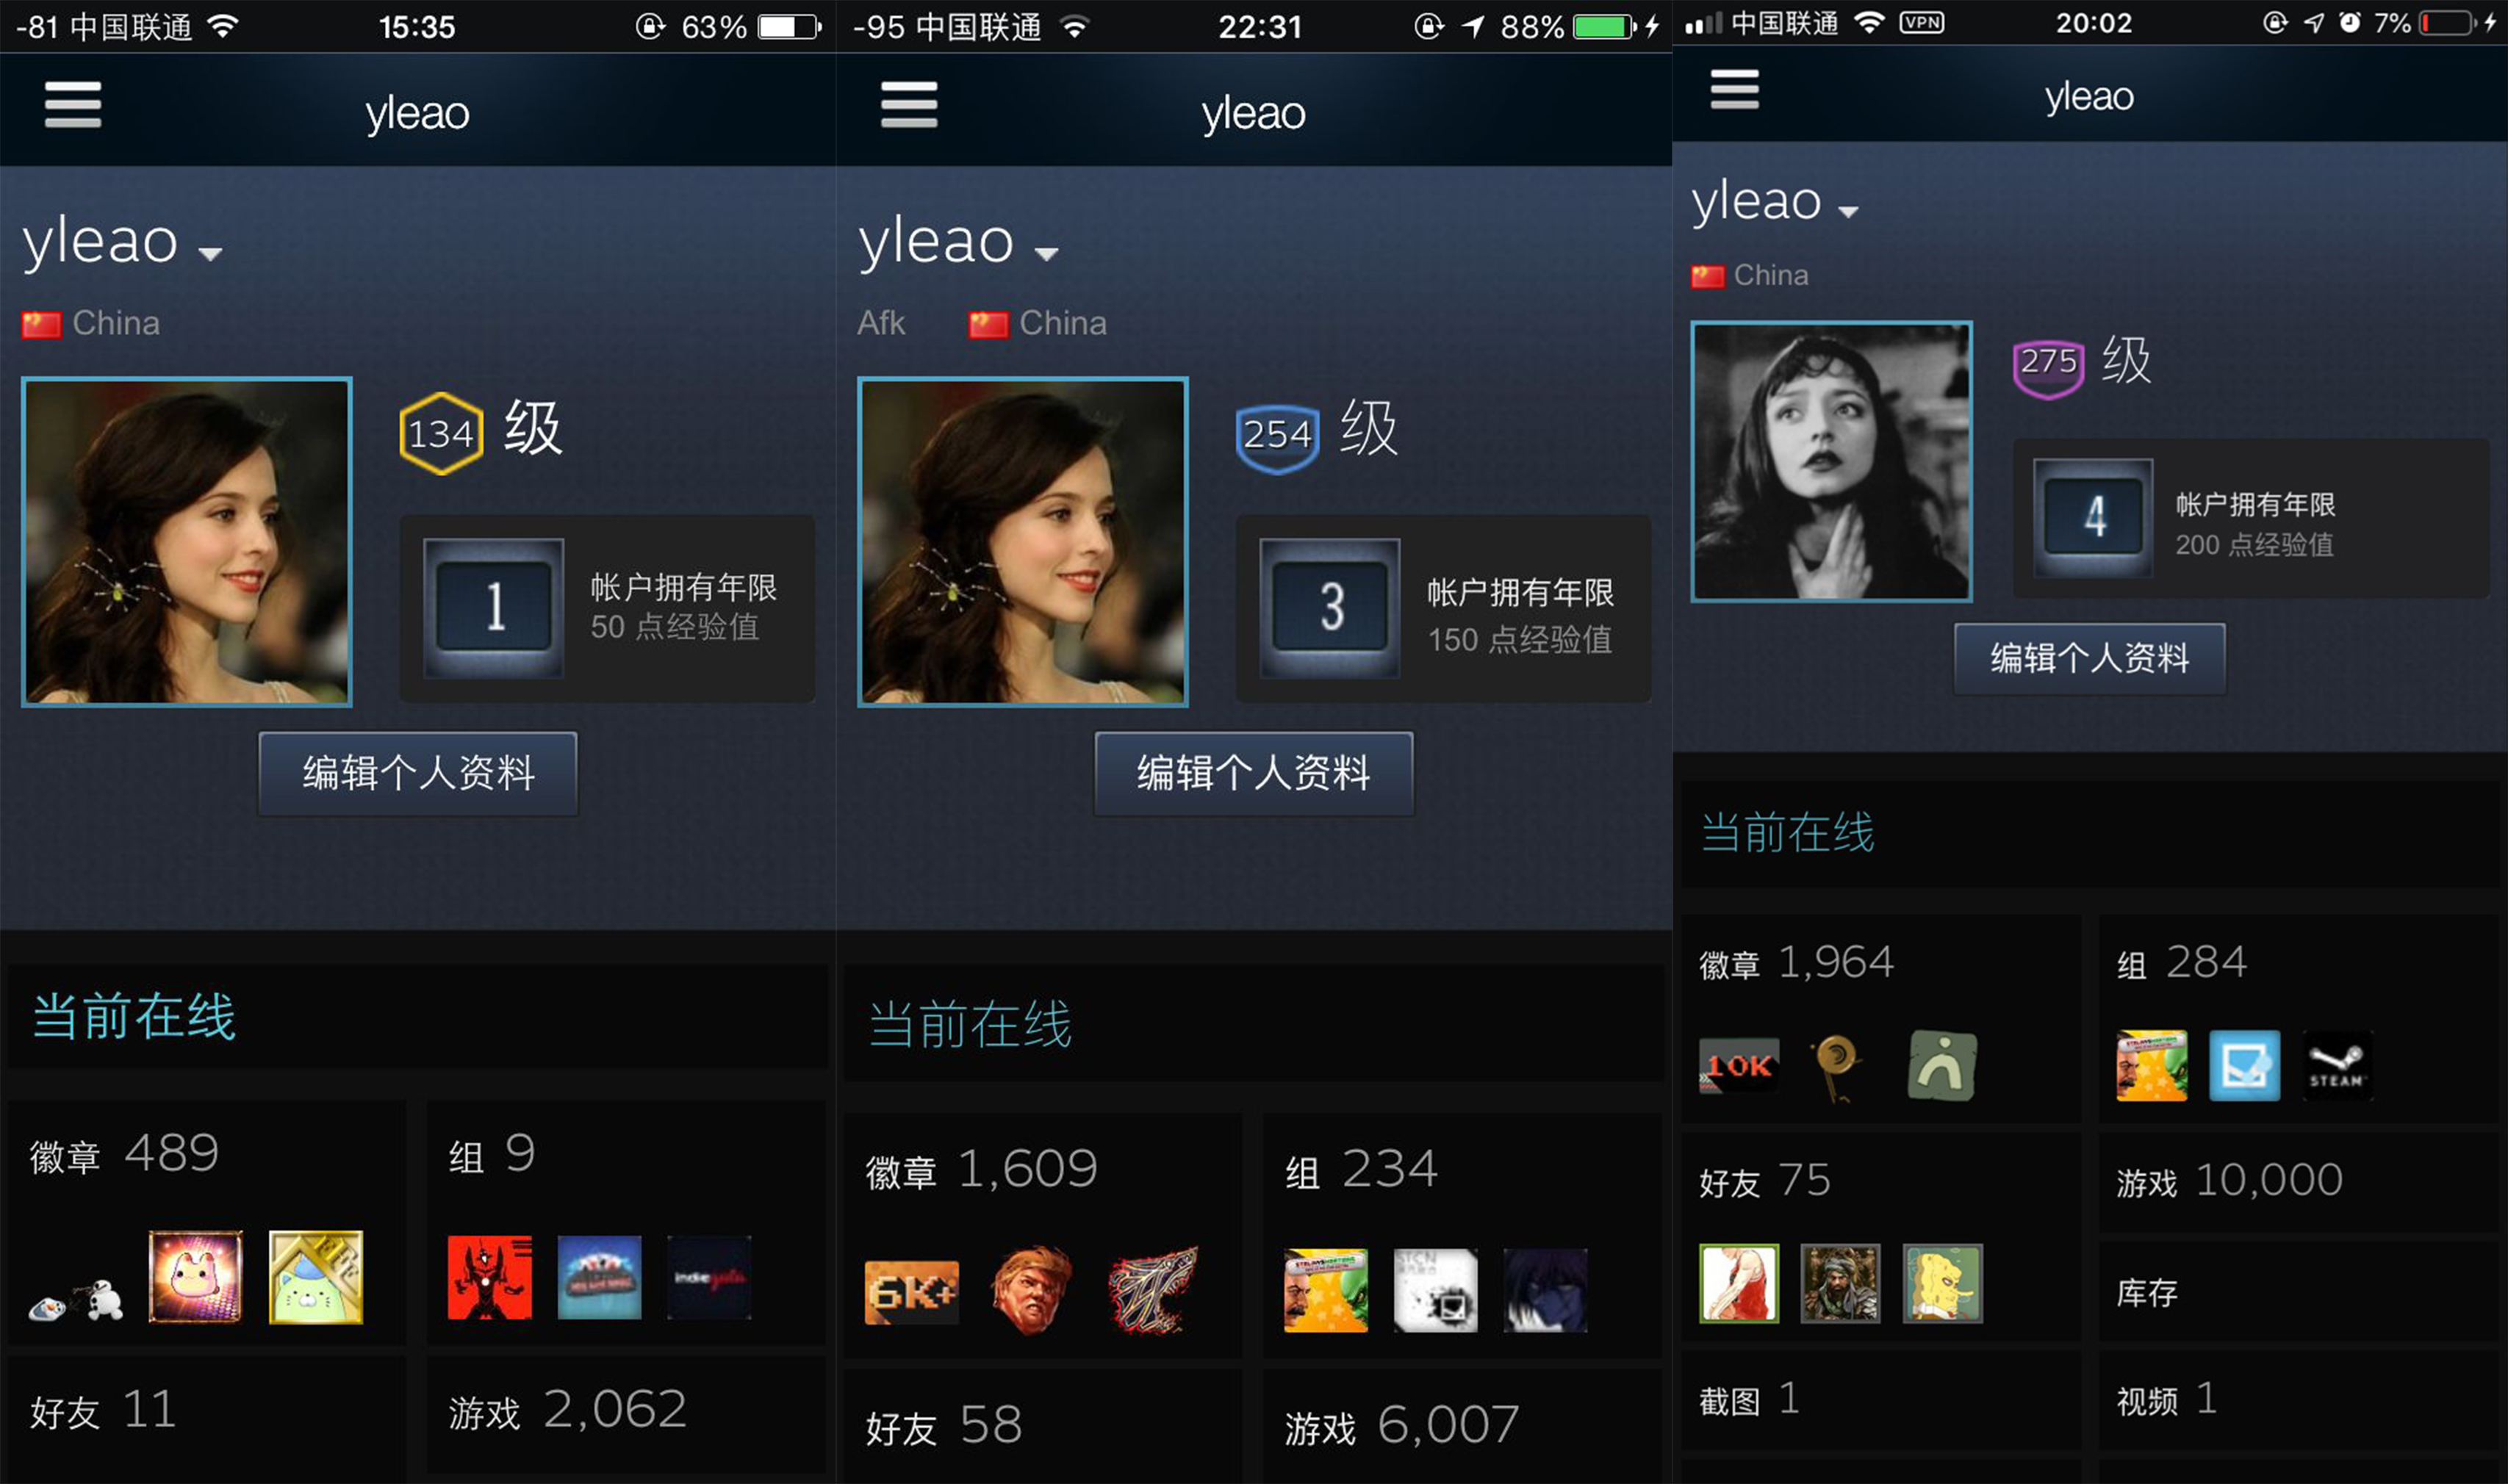 -81 中国联通 15:35 63%
yleao
yleao
China
134 级
1
帐户拥有年限
50 点经验值
编辑个人资料
当前在线
徽章 489
组 9
好友 11
游戏 2,062
-95 中国联通 22:31 88%
yleao
yleao
Afk China
254 级
3
帐户拥有年限
150 点经验值
编辑个人资料
当前在线
徽章 1,609
组 234
6K+
好友 58
游戏 6,007
中国联通 VPN 20:02 7%
yleao
yleao
China
275 级
4
帐户拥有年限
200 点经验值
编辑个人资料
当前在线
徽章 1,964
组 284
10K
STEAM
好友 75
游戏 10,000
库存
截图 1
视频 1